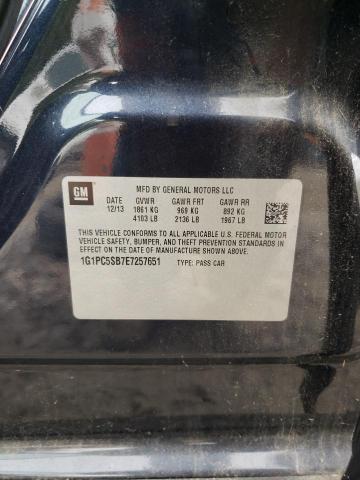 GM
MFD BY GENERAL MOTORS LLC
DATE GVWR GAWR FRT GAWR RR
12/13 1861 KG 969 KG 892 KG
4103 LB 2136 LB 1967 LB
THIS VEHICLE CONFORMS TO ALL APPLICABLE U.S. FEDERAL MOTOR
VEHICLE SAFETY, BUMPER, AND THEFT PREVENTION STANDARDS IN
EFFECT ON THE DATE OF MANUFACTURE SHOWN ABOVE.
1G1PC5SB7E7257651 TYPE: PASS CAR